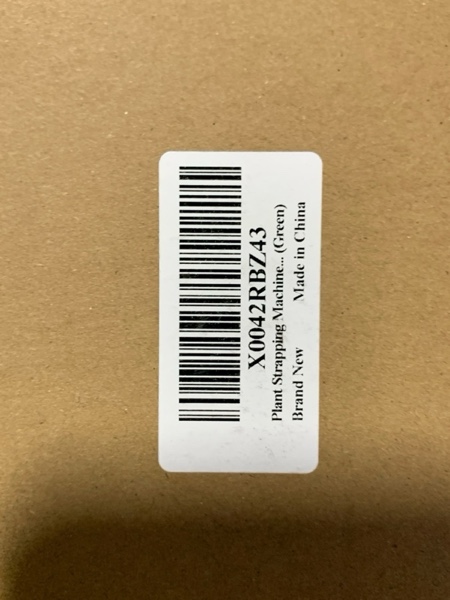 X0042RBZ43
Plant Strapping Machine... (Green)
Brand New Made in China